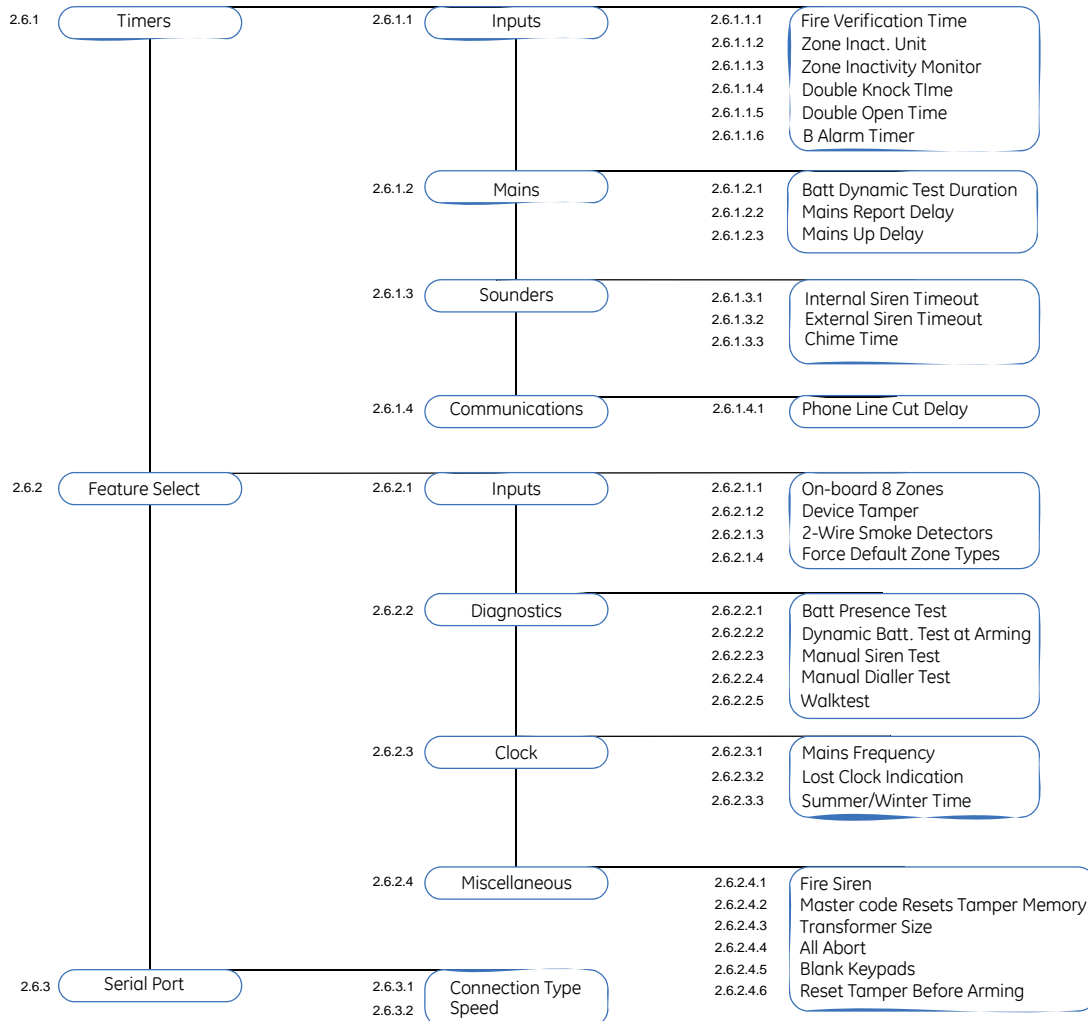 2.6.1 Timers 2.6.1.1 Inputs 2.6.1.1.1 Fire Verification Time
2.6.1.1.2 Zone Inact. Unit
2.6.1.1.3 Zone Inactivity Monitor
2.6.1.1.4 Double Knock TIme
2.6.1.1.5 Double Open Time
2.6.1.1.6 B Alarm Timer
2.6.1.2 Mains 2.6.1.2.1 Batt Dynamic Test Duration
2.6.1.2.2 Mains Report Delay
2.6.1.2.3 Mains Up Delay
2.6.1.3 Sounders 2.6.1.3.1 Internal Siren Timeout
2.6.1.3.2 External Siren Timeout
2.6.1.3.3 Chime Time
2.6.1.4 Communications 2.6.1.4.1 Phone Line Cut Delay
2.6.2 Feature Select 2.6.2.1 Inputs 2.6.2.1.1 On-board 8 Zones
2.6.2.1.2 Device Tamper
2.6.2.1.3 2-Wire Smoke Detectors
2.6.2.1.4 Force Default Zone Types
2.6.2.2 Diagnostics 2.6.2.2.1 Batt Presence Test
2.6.2.2.2 Dynamic Batt. Test at Arming
2.6.2.2.3 Manual Siren Test
2.6.2.2.4 Manual Dialler Test
2.6.2.2.5 Walktest
2.6.2.3 Clock 2.6.2.3.1 Mains Frequency
2.6.2.3.2 Lost Clock Indication
2.6.2.3.3 Summer/Winter Time
2.6.2.4 Miscellaneous 2.6.2.4.1 Fire Siren
2.6.2.4.2 Master code Resets Tamper Memory
2.6.2.4.3 Transformer Size
2.6.2.4.4 All Abort
2.6.2.4.5 Blank Keypads
2.6.2.4.6 Reset Tamper Before Arming
2.6.3 Serial Port 2.6.3.1 Connection Type
2.6.3.2 Speed